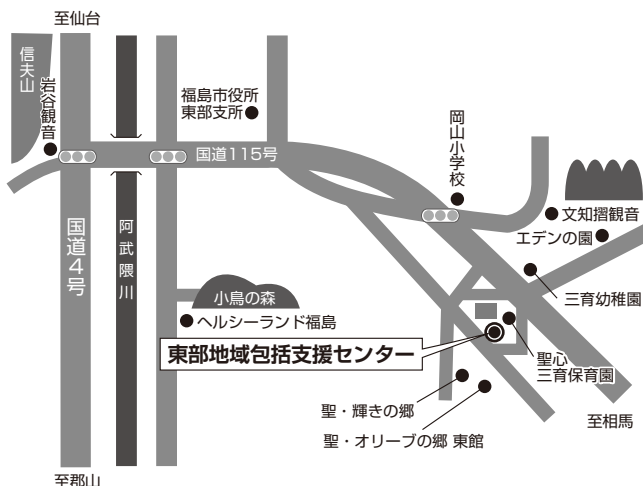 至仙台
信夫山
岩谷観音
福島市役所
東部支所
国道115号
岡山小学校
文知摺観音
エデンの園
国道4号
阿武隈川
小鳥の森
ヘルシーランド福島
三育幼稚園
東部地域包括支援センター
聖心
三育保育園
聖・輝きの郷
聖・オリーブの郷 東館
至相馬
至郡山